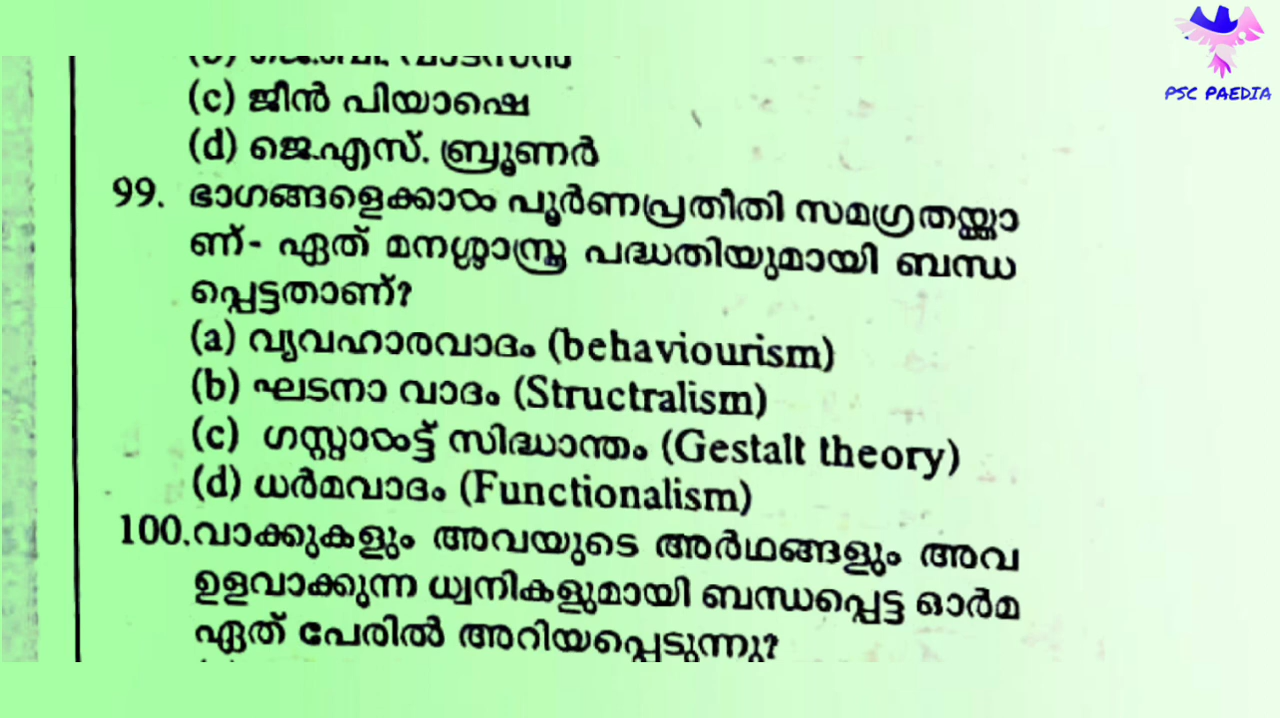 PSC PAEDIA
(c) ജീൻ പിയാഷെ
(d) ജെ.എസ്. ബ്രൂണർ
99. ഭാഗങ്ങളെക്കാൾ പൂർണപ്രതീതി സമഗ്രതയ്ക്കാ
ണ്- ഏത് മനശ്ശാസ്ത്ര പദ്ധതിയുമായി ബന്ധ
പ്പെട്ടതാണ്?
(a) വ്യവഹാരവാദം (behaviourism)
(b) ഘടനാ വാദം (Structralism)
(c) ഗസ്റ്റാൾട്ട് സിദ്ധാന്തം (Gestalt theory)
(d) ധർമവാദം (Functionalism)
100.വാക്കുകളും അവയുടെ അർഥങ്ങളും അവ
ഉളവാക്കുന്ന ധ്വനികളുമായി ബന്ധപ്പെട്ട ഓർമ
ഏത് പേരിൽ അറിയപ്പെടുന്നു?